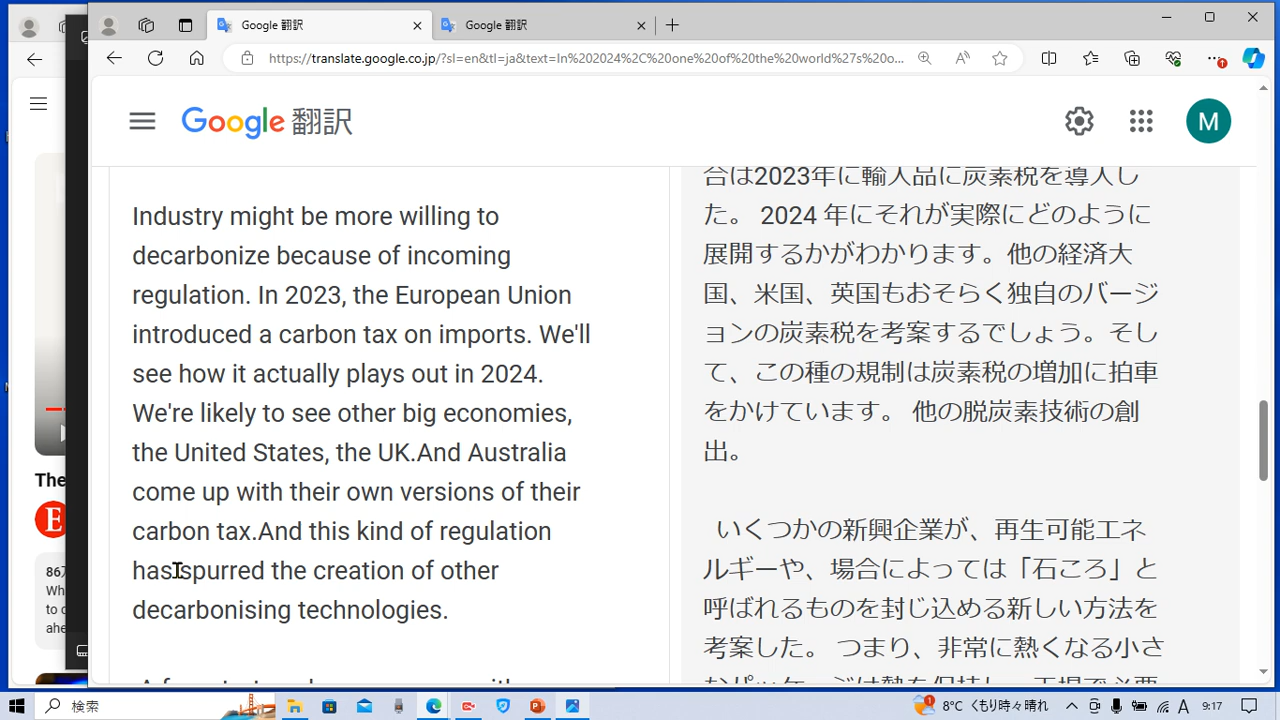 Google 翻訳
Google 翻訳
https://translate.google.co.jp/?sl=en&tl=ja&text=In%202024%2C%20one%20of%20the%20world%27s%20o...
Google 翻訳
M
Industry might be more willing to
decarbonize because of incoming
regulation. In 2023, the European Union
introduced a carbon tax on imports. We'll
see how it actually plays out in 2024.
We're likely to see other big economies,
the United States, the UK.And Australia
come up with their own versions of their
carbon tax.And this kind of regulation
has spurred the creation of other
decarbonising technologies.
合は2023年に輸入品に炭素税を導入し
た。 2024 年にそれが実際にどのように
展開するかがわかります。他の経済大
国、米国、英国もおそらく独自のバージ
ョンの炭素税を考案するでしょう。そし
て、この種の規制は炭素税の増加に拍車
をかけています。 他の脱炭素技術の創
出。
いくつかの新興企業が、再生可能エネ
ルギーや、場合によっては「石ころ」と
呼ばれるものを封じ込める新しい方法を
考案した。 つまり、非常に熱くなる小さ
The
E
Wh
to c
ahe
検索
1
8°C くもり時々晴れ
A
9:17